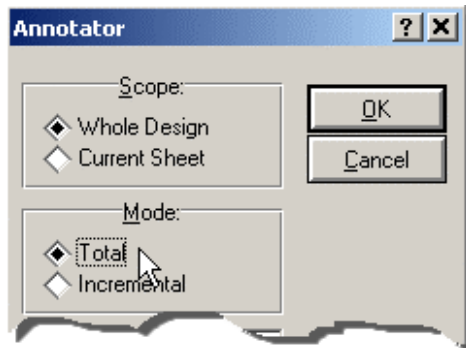 Annotator
Scope:
Whole Design
Current Sheet
OK
Cancel
Mode:
Total
Incremental